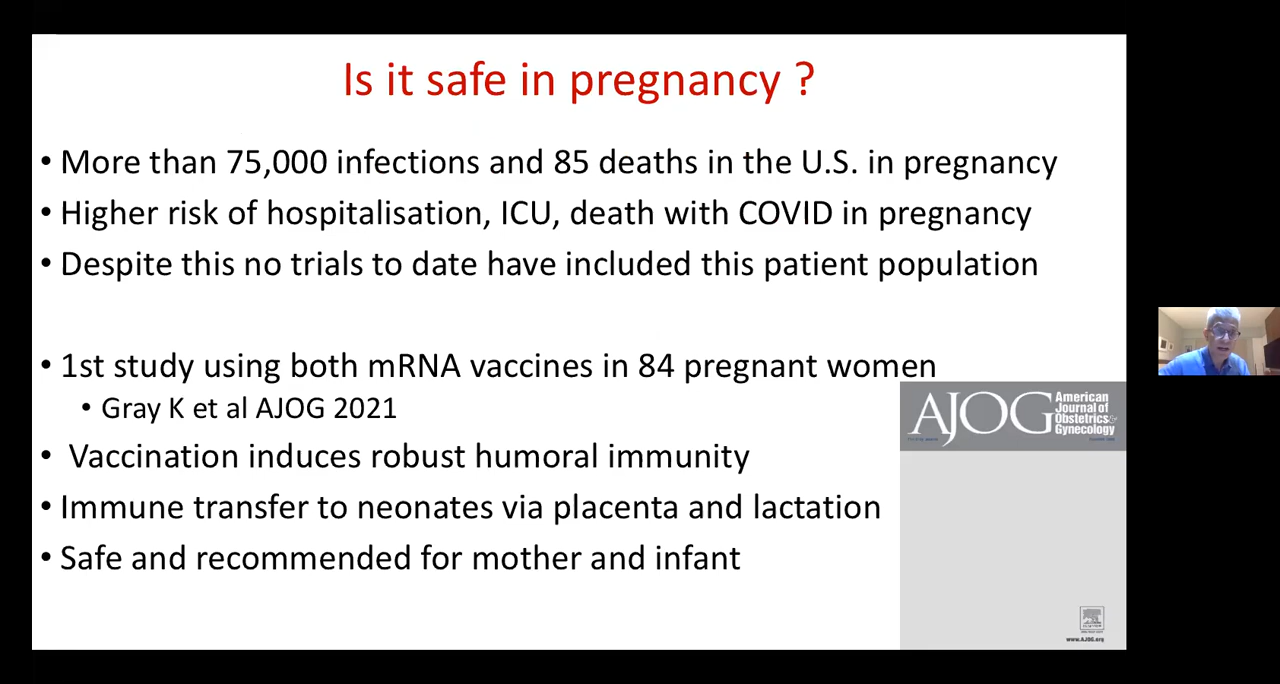 Is it safe in pregnancy ?
• More than 75,000 infections and 85 deaths in the U.S. in pregnancy
• Higher risk of hospitalisation, ICU, death with COVID in pregnancy
• Despite this no trials to date have included this patient population
• 1st study using both mRNA vaccines in 84 pregnant women
• Gray K et al AJOG 2021
AJOG American
Journal of
Obstetrics&
Gynecology
• Vaccination induces robust humoral immunity
• Immune transfer to neonates via placenta and lactation
• Safe and recommended for mother and infant
www.AJOG.org